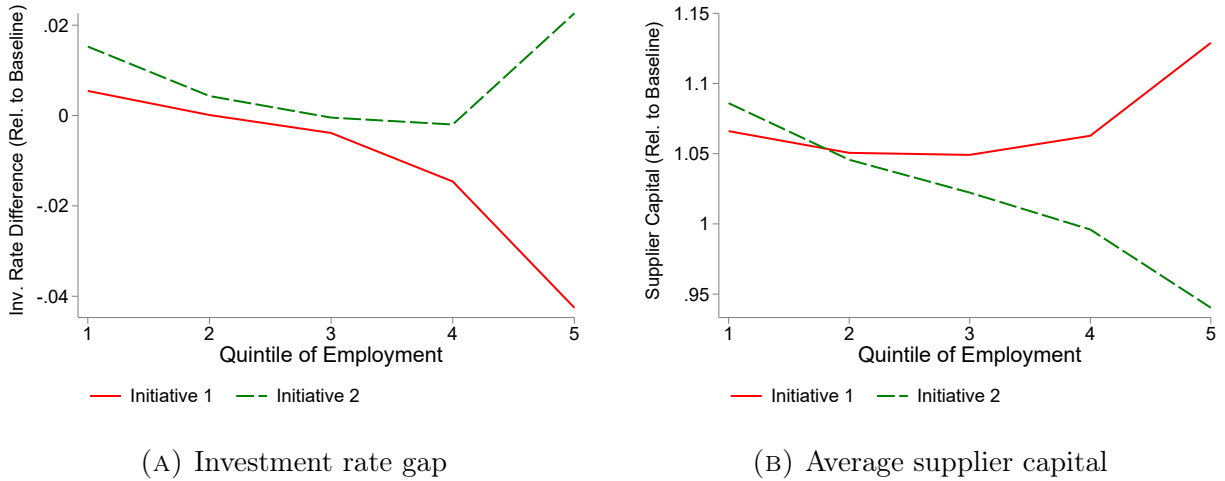 Inv. Rate Difference (Rel. to Baseline)
.02
0
-.02
-.04
1 2 3 4 5
Quintile of Employment
Initiative 1 Initiative 2
(A) Investment rate gap
Supplier Capital (Rel. to Baseline)
1.15
1.1
1.05
1
.95
1 2 3 4 5
Quintile of Employment
Initiative 1 Initiative 2
(B) Average supplier capital